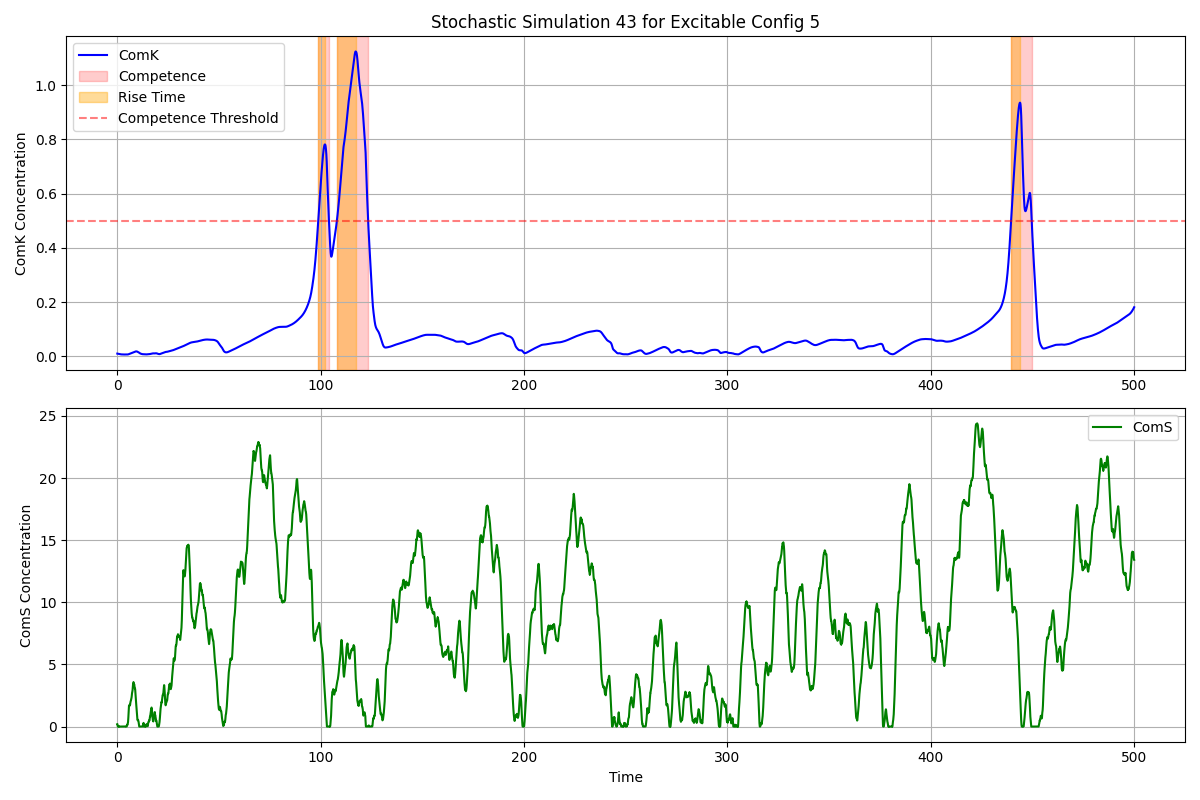 Stochastic Simulation 43 for Excitable Config 5
ComK
Competence
Rise Time
Competence Threshold
ComK Concentration
1.0
0.8
0.6
0.4
0.2
0.0
0 100 200 300 400 500
ComS
ComS Concentration
25
20
15
10
5
0
0 100 200 300 400 500
Time